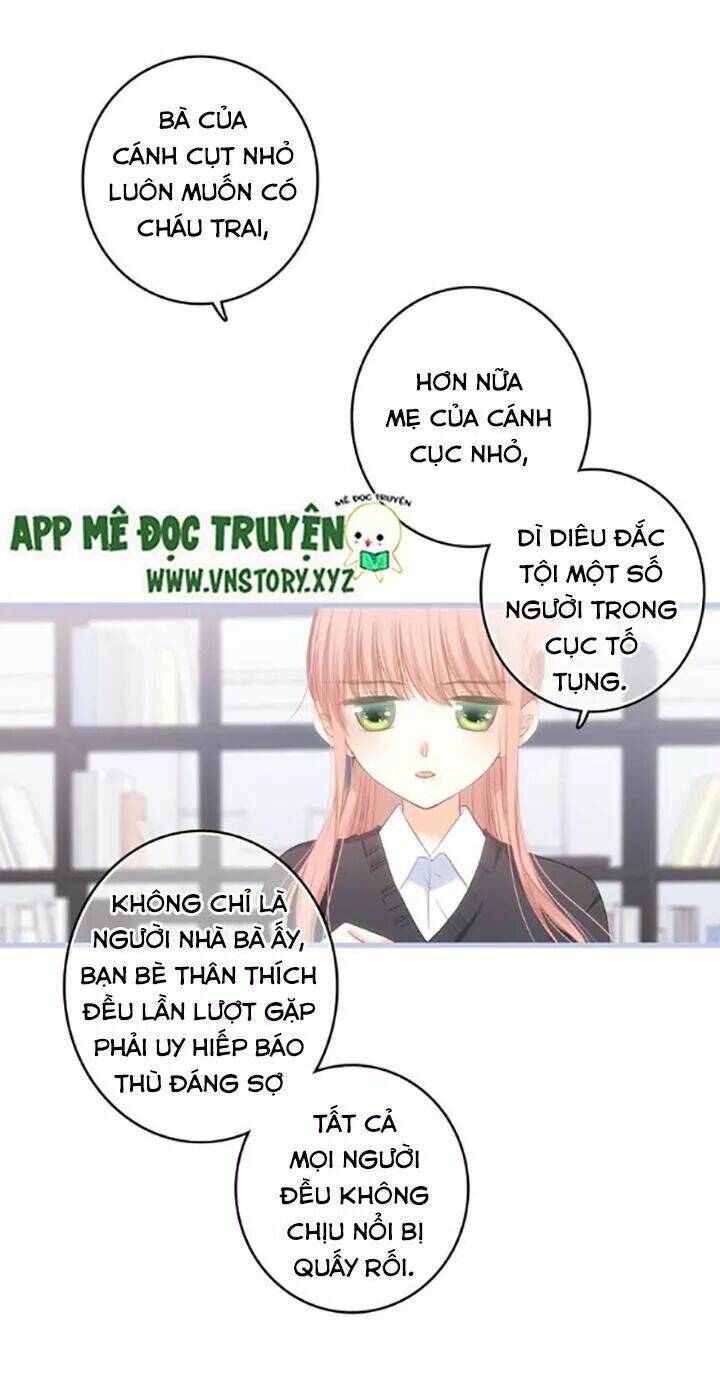 BÀ CỦA
CÁNH CỤT NHỎ
LUÔN MUỐN CÓ
CHÁU TRAI,
HƠN NỮA
MẸ CỦA CÁNH
CỤC NHỎ,
MÊ ĐỌC TRUYỆN
APP MÊ ĐỌC TRUYỆN
WWW.VNSTORY.XYZ
DÌ DIÊU ĐẮC
TỘI MỘT SỐ
NGƯỜI TRONG
CỤC TỐ
TỤNG.
KHÔNG CHỈ LÀ
NGƯỜI NHÀ BÀ ẤY,
BẠN BÈ THÂN THÍCH
ĐỀU LẦN LƯỢT GẶP
PHẢI UY HIẾP BÁO
THÙ ĐÁNG SỢ
TẤT CẢ
MỌI NGƯỜI
ĐỀU KHÔNG
CHỊU NỔI BỊ
QUẤY RỐI.